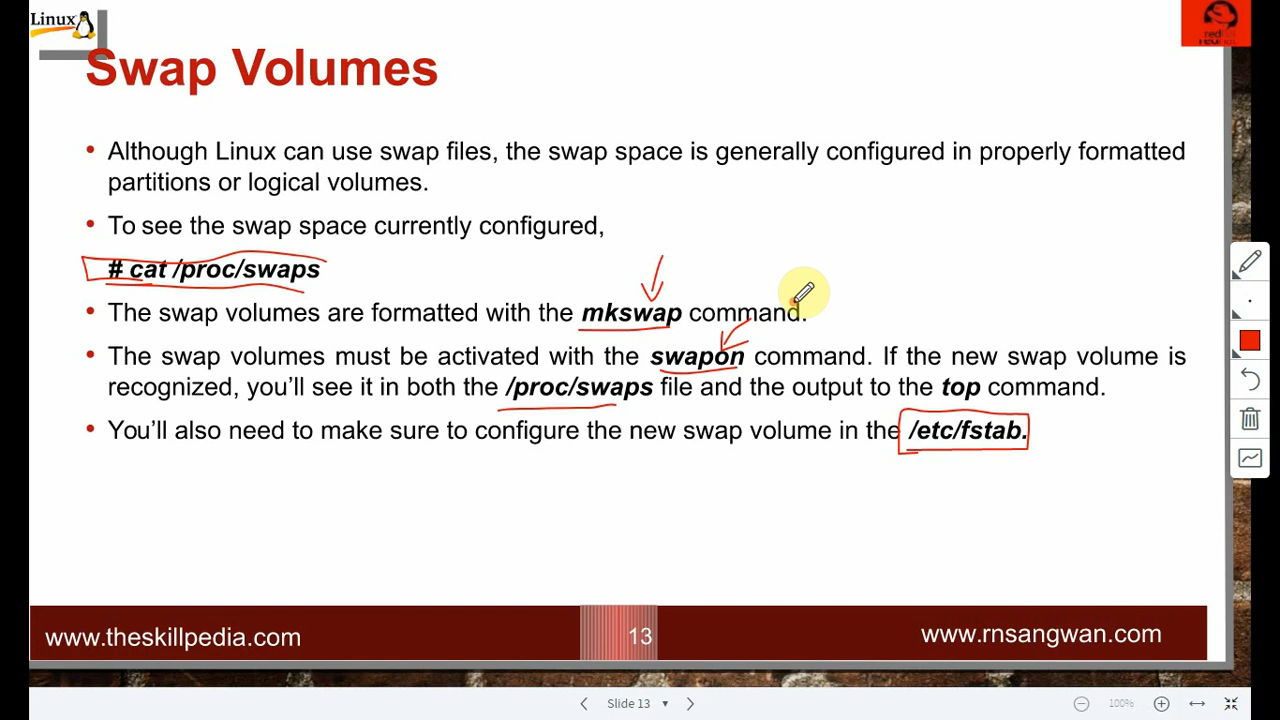 Linux
Swap Volumes
• Although Linux can use swap files, the swap space is generally configured in properly formatted
partitions or logical volumes.
• To see the swap space currently configured,
# cat /proc/swaps
• The swap volumes are formatted with the mkswap command.
• The swap volumes must be activated with the swapon command. If the new swap volume is
recognized, you’ll see it in both the /proc/swaps file and the output to the top command.
• You’ll also need to make sure to configure the new swap volume in the /etc/fstab.
www.theskillpedia.com
13
www.rnsangwan.com
Slide 13
100%